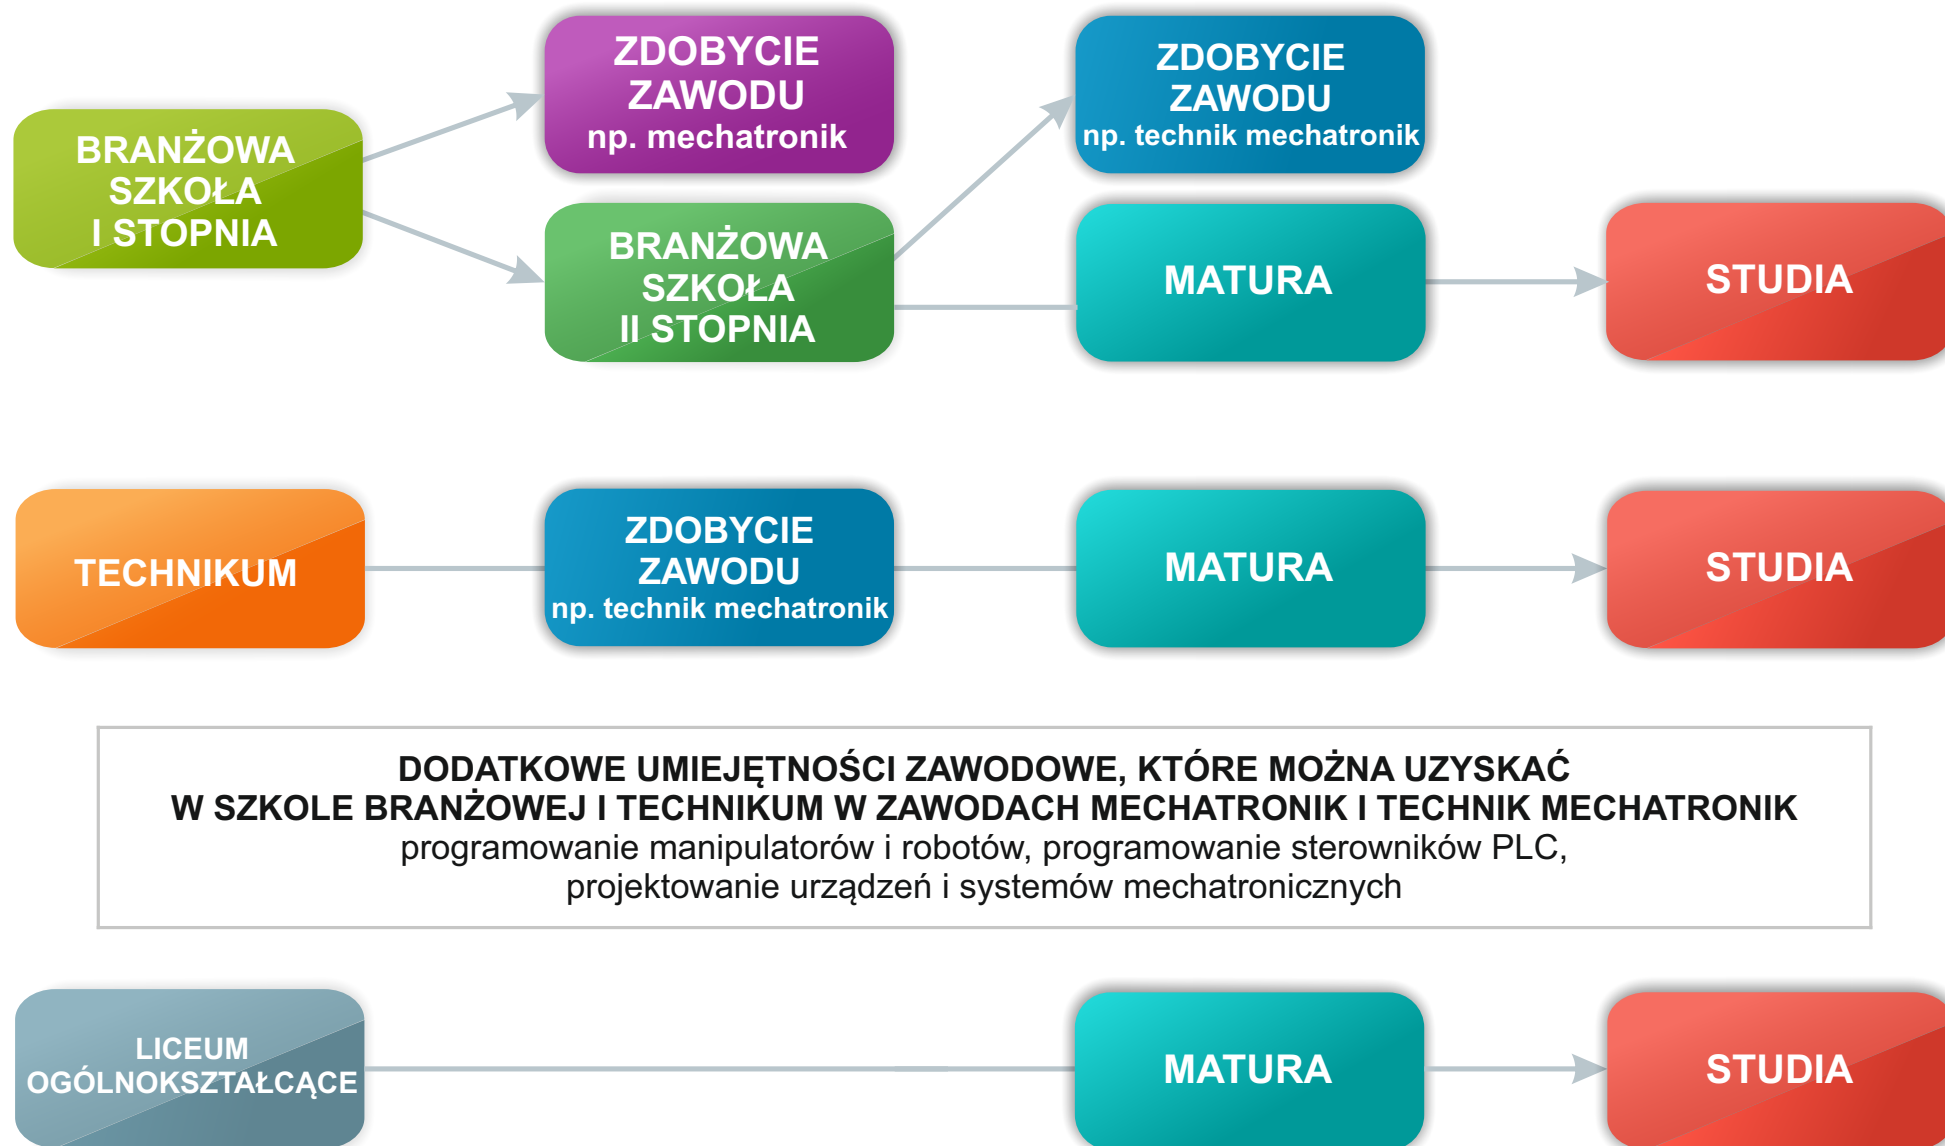 BRANŻOWA
SZKOŁA
I STOPNIA
ZDOBYCIE
ZAWODU
np. mechatronik
BRANŻOWA
SZKOŁA
II STOPNIA
ZDOBYCIE
ZAWODU
np. technik mechatronik
MATURA
STUDIA
TECHNIKUM
ZDOBYCIE
ZAWODU
np. technik mechatronik
MATURA
STUDIA
DODATKOWE UMIEJĘTNOŚCI ZAWODOWE, KTÓRE MOŻNA UZYSKAĆ
W SZKOLE BRANŻOWEJ I TECHNIKUM W ZAWODACH MECHATRONIK I TECHNIK MECHATRONIK
programowanie manipulatorów i robotów, programowanie sterowników PLC,
projektowanie urządzeń i systemów mechatronicznych
LICEUM
OGÓLNOKSZTAŁCĄCE
MATURA
STUDIA